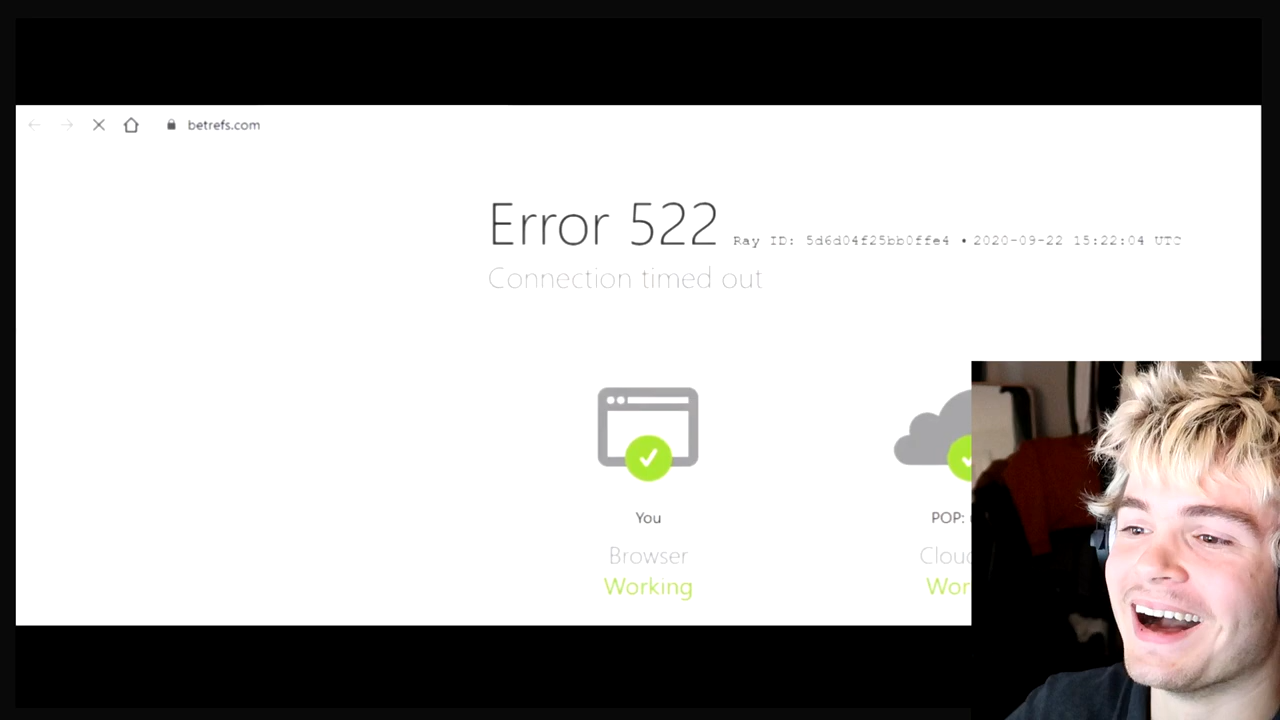 betrefs.com
Error 522 Ray ID: 5d6d04f25bb0ffe4 • 2020-09-22 15:22:04 UTC
Connection timed out
You
POP:
Browser
Working